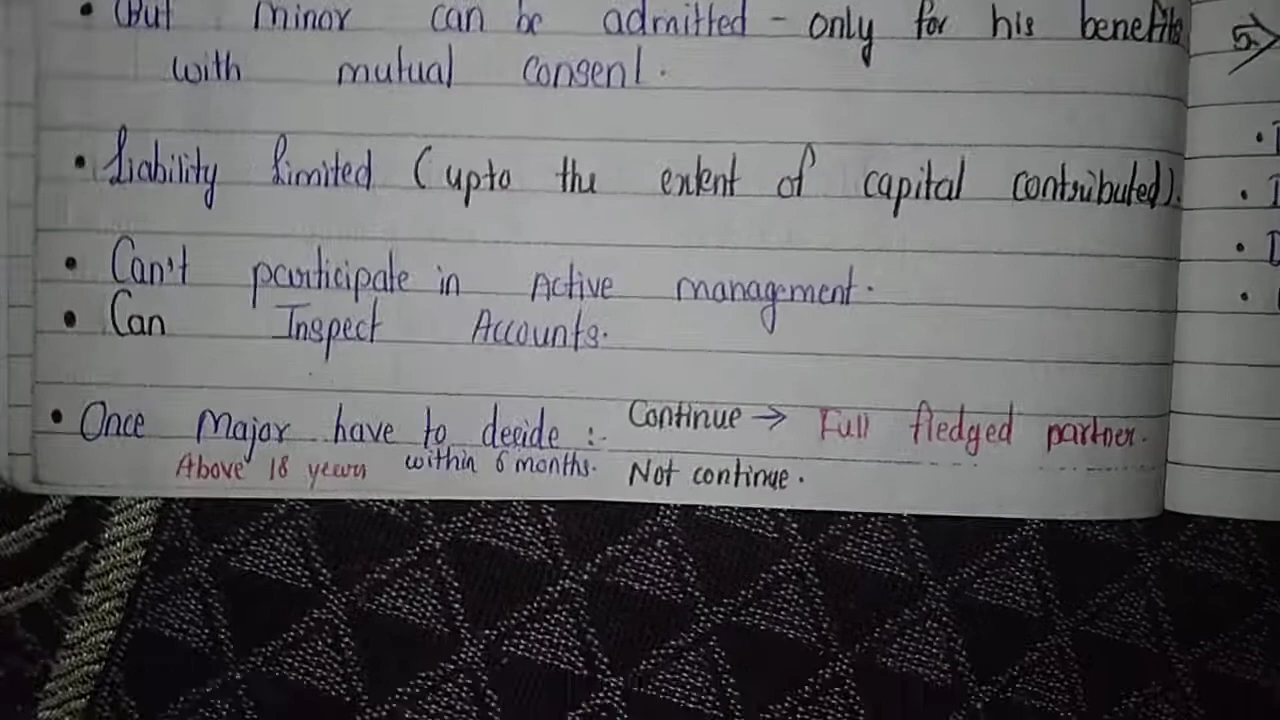 • But minor can be admitted - only for his benefits
with mutual consent.
• Liability limited (upto the extent of capital contributed).
• Can't participate in Active management.
• Can Inspect Accounts.
• Once Major have to decide :- Continue → Full fledged partner.
Above 18 years within 6 months. Not continue.
5